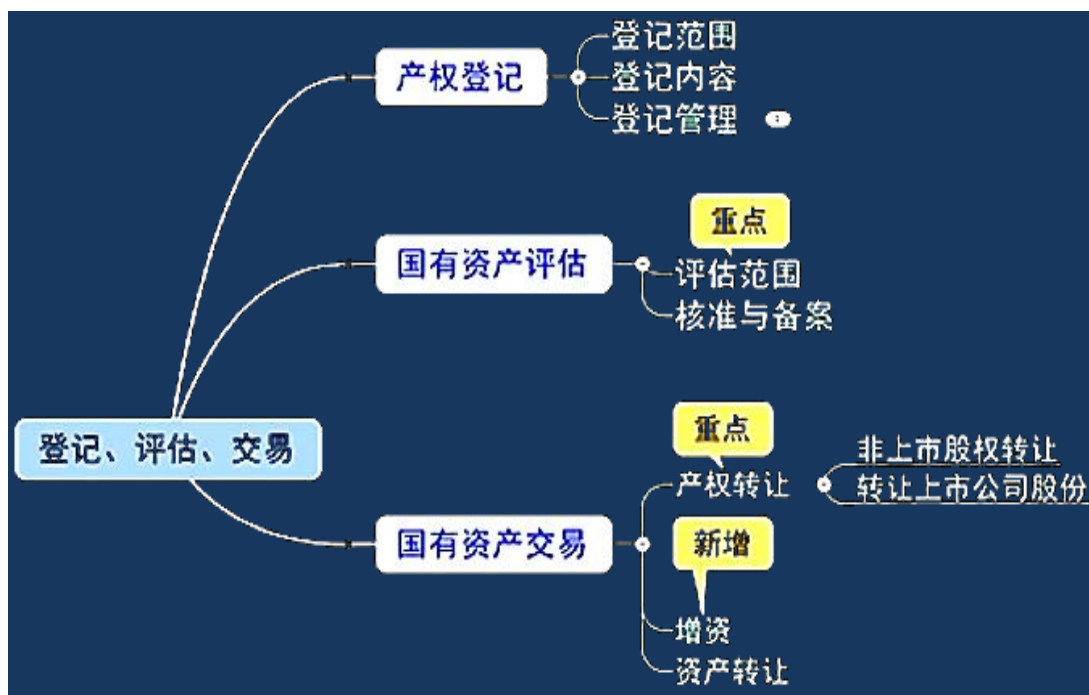 登记、评估、交易
产权登记
登记范围
登记内容
登记管理
国有资产评估
重点
评估范围
核准与备案
国有资产交易
重点
产权转让
非上市股权转让
转让上市公司股份
新增
增资
资产转让